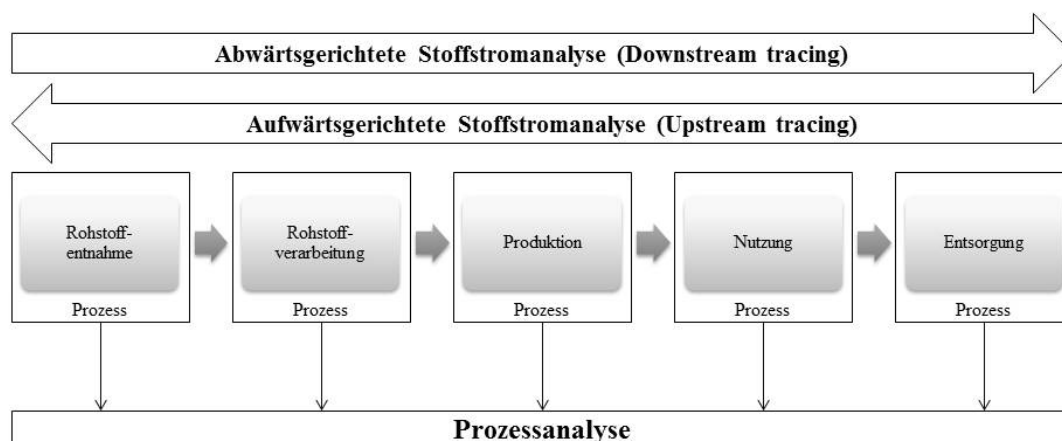 Abwärtsgerichtete Stoffstromanalyse (Downstream tracing)
Aufwärtsgerichtete Stoffstromanalyse (Upstream tracing)
Rohstoff-
entnahme
Prozess
Rohstoff-
verarbeitung
Prozess
Produktion
Prozess
Nutzung
Prozess
Entsorgung
Prozess
Prozessanalyse